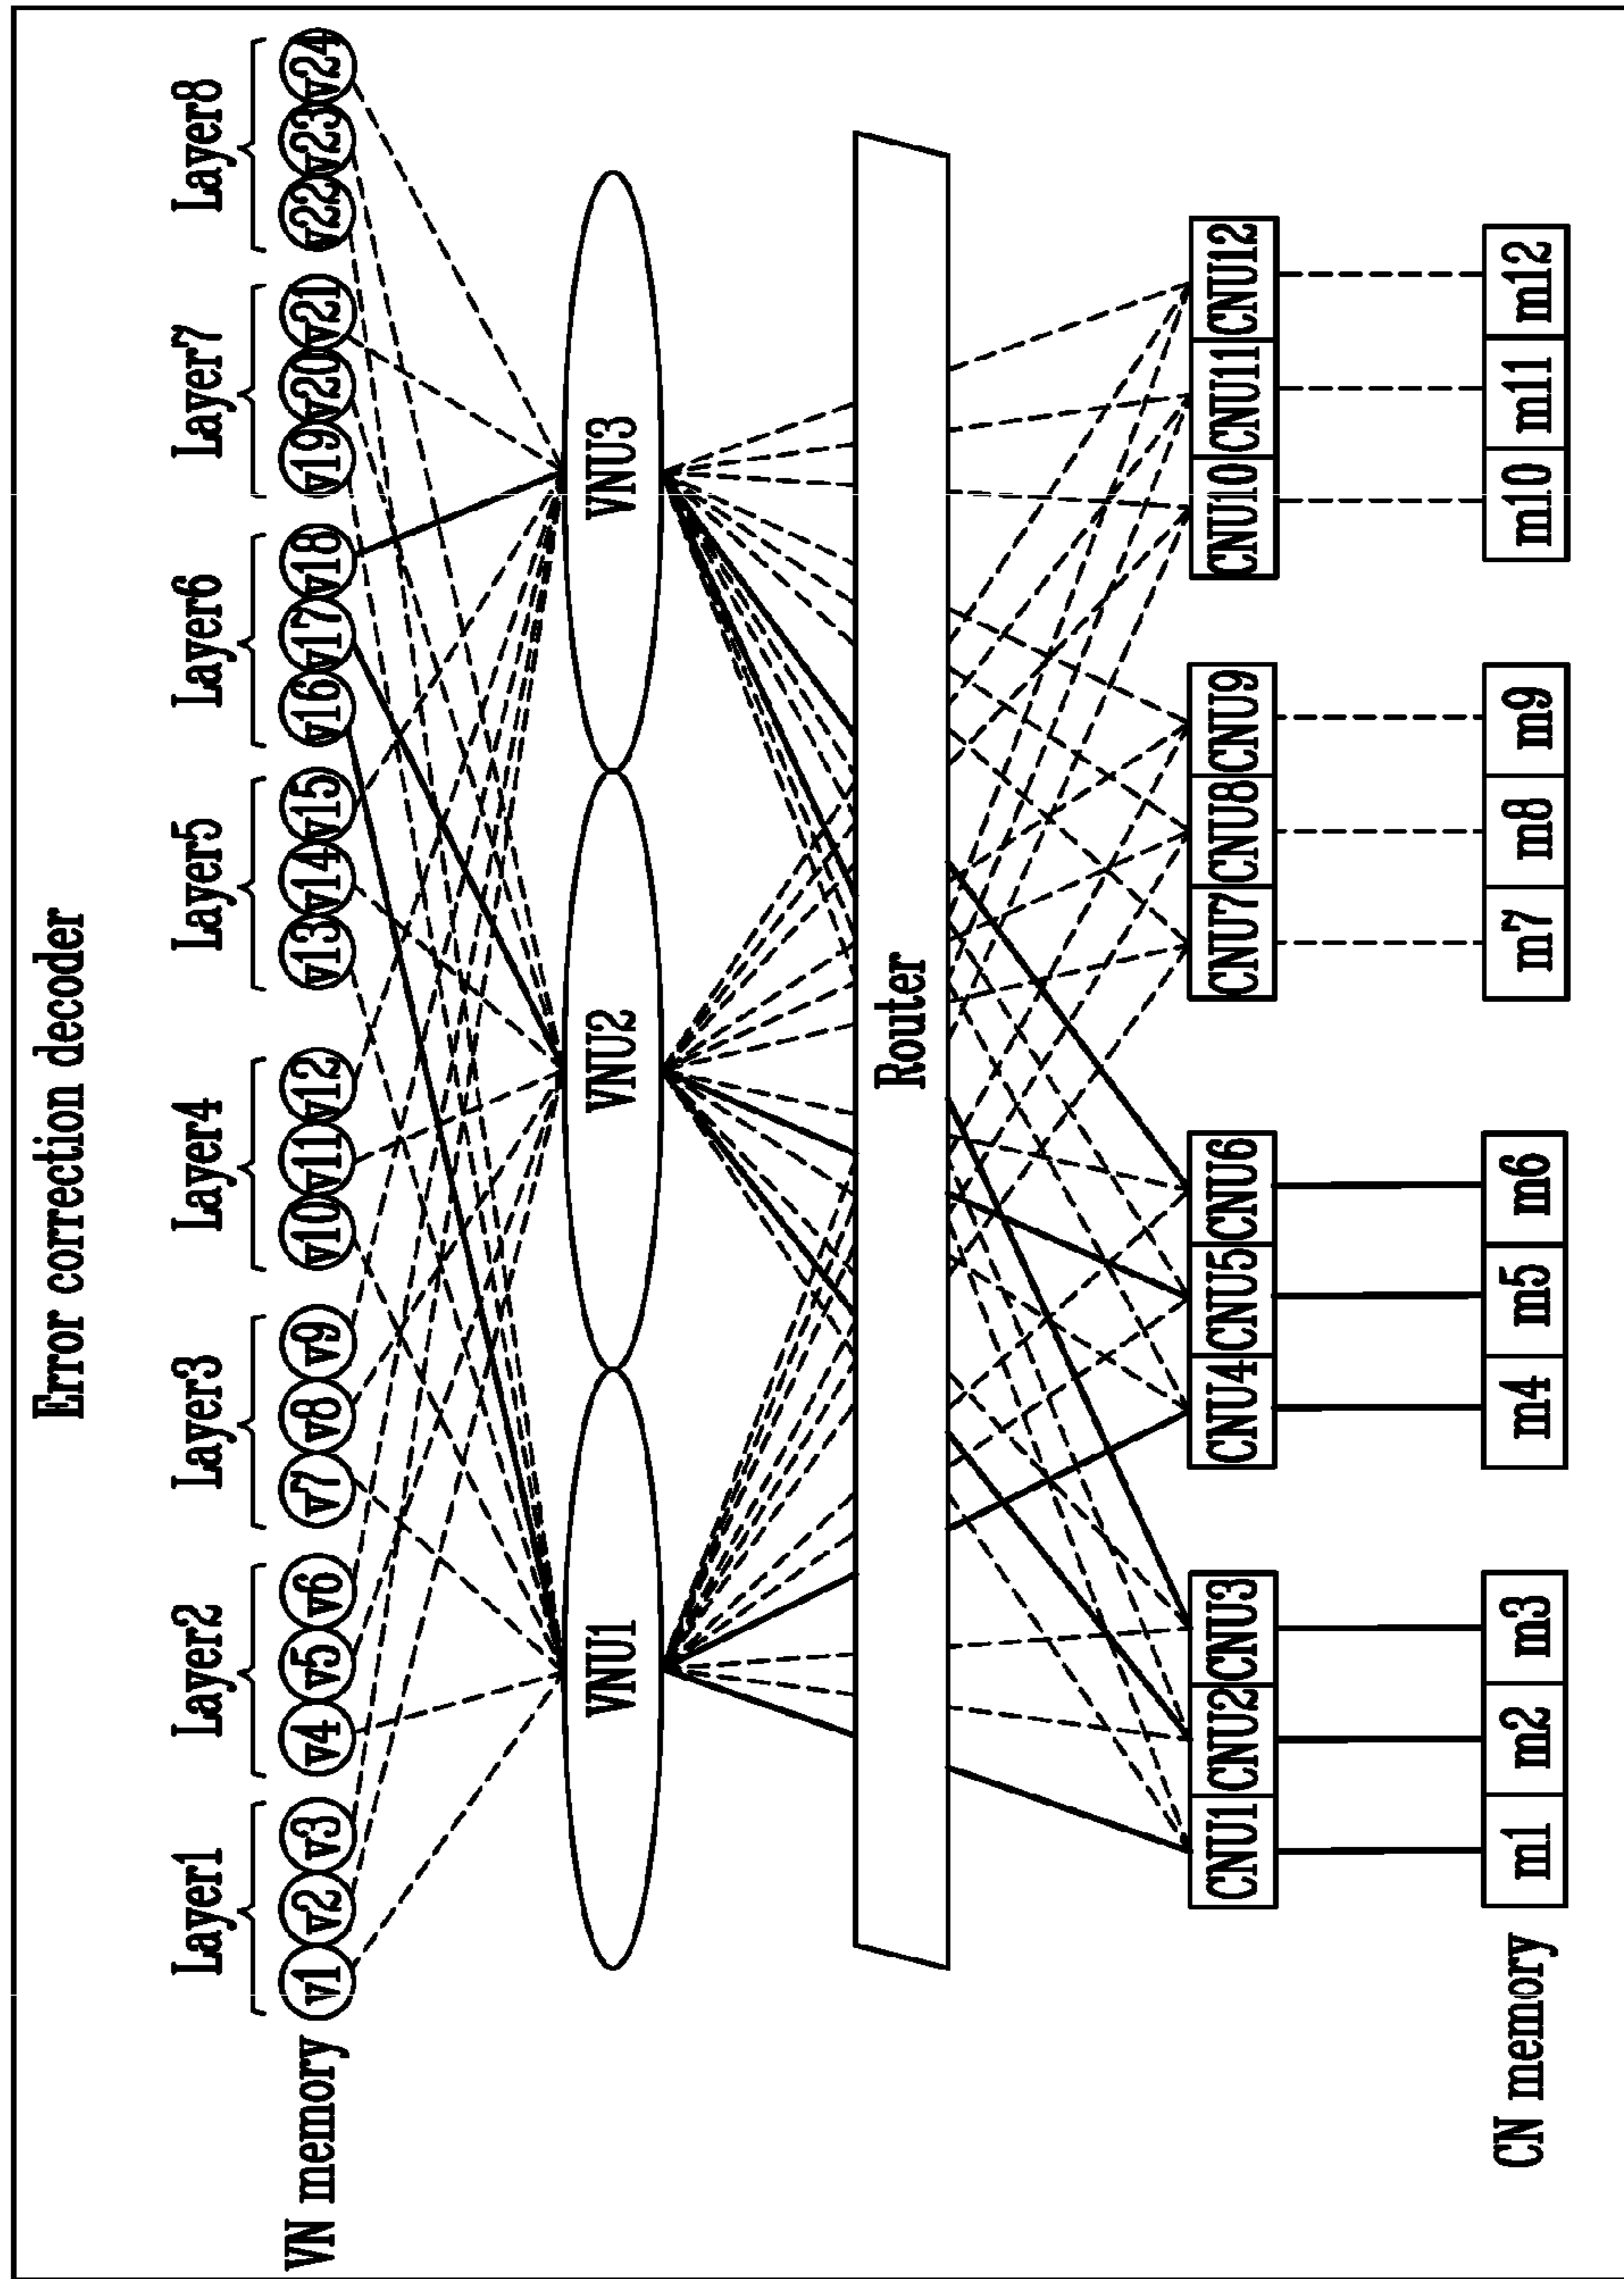 Error correction decoder
Layer1 Layer2 Layer3 Layer4 Layer5 Layer6 Layer7 Layer8
VN memory v1 v2 v3 v4 v5 v6 v7 v8 v9 v10 v11 v12 v13 v14 v15 v16 v17 v18 v19 v20 v21 v22 v23 v24
VNU1 VNU2 VNU3
Router
CNU1 CNU2 CNU3 CNU4 CNU5 CNU6 CNU7 CNU8 CNU9 CNU10 CNU11 CNU12
CN memory m1 m2 m3 m4 m5 m6 m7 m8 m9 m10 m11 m12